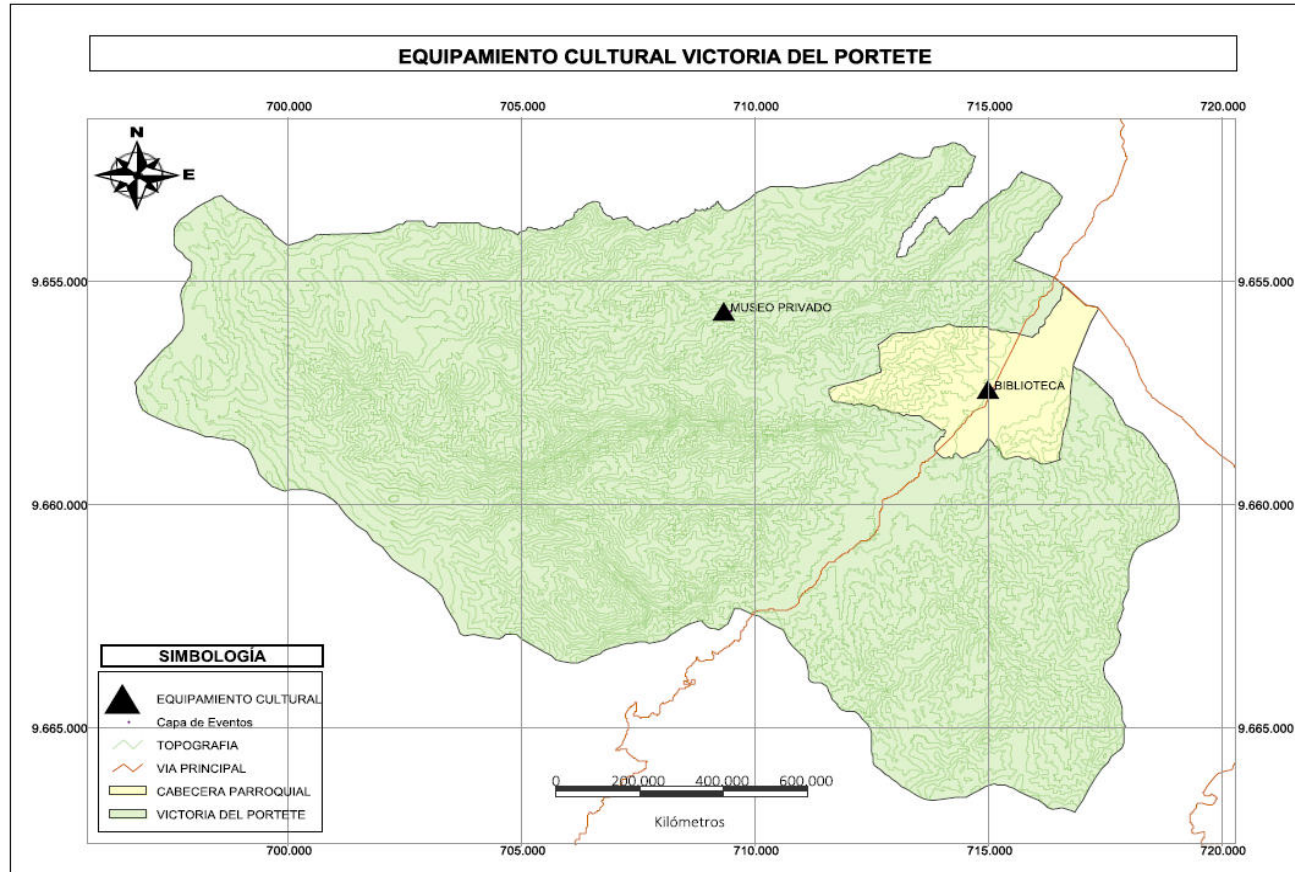 EQUIPAMIENTO CULTURAL VICTORIA DEL PORTETE
700.000 705.000 710.000 715.000 720.000
N
E
9.655.000 9.655.000
MUSEO PRIVADO
BIBLIOTECA
9.660.000 9.660.000
SIMBOLOGÍA
EQUIPAMIENTO CULTURAL
Capa de Eventos
TOPOGRAFIA
VIA PRINCIPAL
CABECERA PARROQUIAL
VICTORIA DEL PORTETE
9.665.000 9.665.000
0 200.000 400.000 600.000
Kilómetros
700.000 705.000 710.000 715.000 720.000